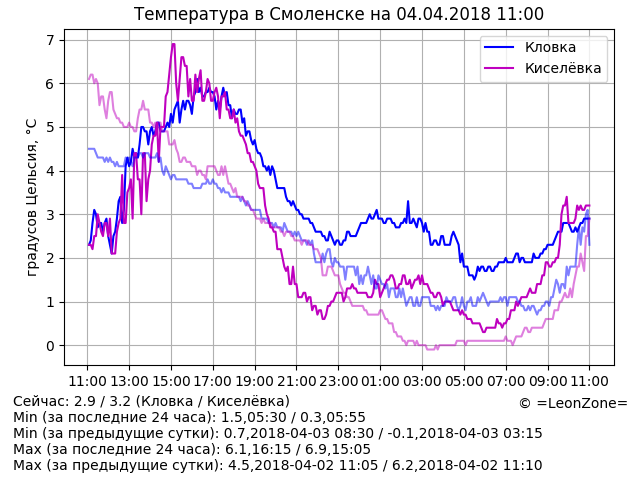 Температура в Смоленске на 04.04.2018 11:00
Кловка
Киселёвка
градусов Цельсия, °C
7
6
5
4
3
2
1
0
11:00 13:00 15:00 17:00 19:00 21:00 23:00 01:00 03:00 05:00 07:00 09:00 11:00
Сейчас: 2.9 / 3.2 (Кловка / Киселёвка)
© =LeonZone=
Min (за последние 24 часа): 1.5,05:30 / 0.3,05:55
Min (за предыдущие сутки): 0.7,2018-04-03 08:30 / -0.1,2018-04-03 03:15
Max (за последние 24 часа): 6.1,16:15 / 6.9,15:05
Max (за предыдущие сутки): 4.5,2018-04-02 11:05 / 6.2,2018-04-02 11:10